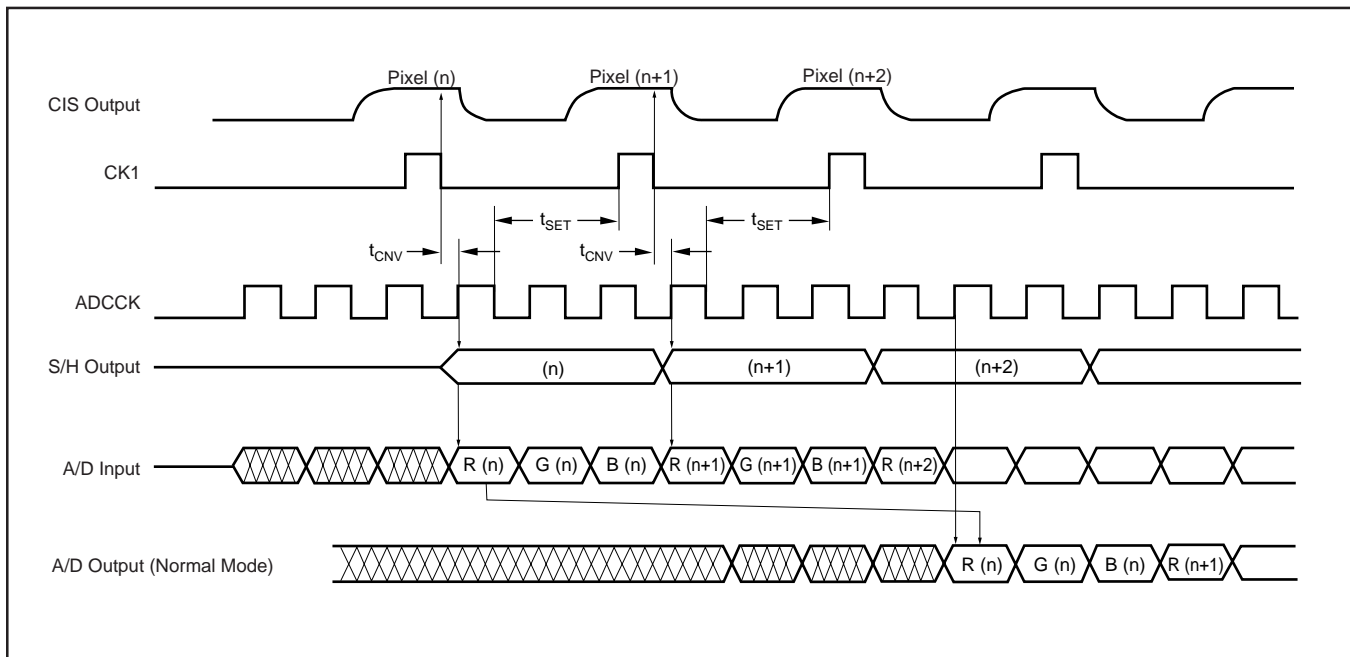 Pixel (n) Pixel (n+1) Pixel (n+2)
CIS Output
CK1
tSET tSET
tCNV tCNV
ADCCK
S/H Output (n) (n+1) (n+2)
A/D Input R (n) G (n) B (n) R (n+1) G (n+1) B (n+1) R (n+2)
A/D Output (Normal Mode) R (n) G (n) B (n) R (n+1)